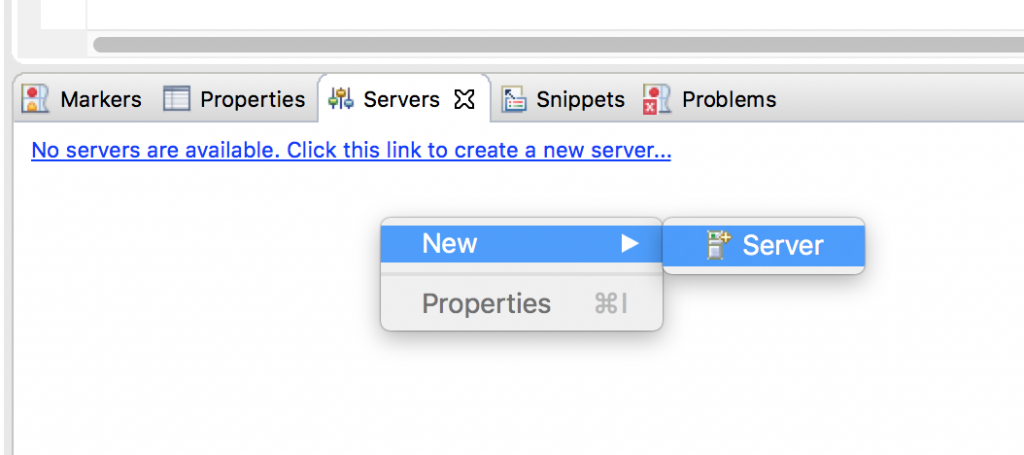 Markers Properties Servers Snippets Problems
No servers are available. Click this link to create a new server...
New Server
Properties ⌘I